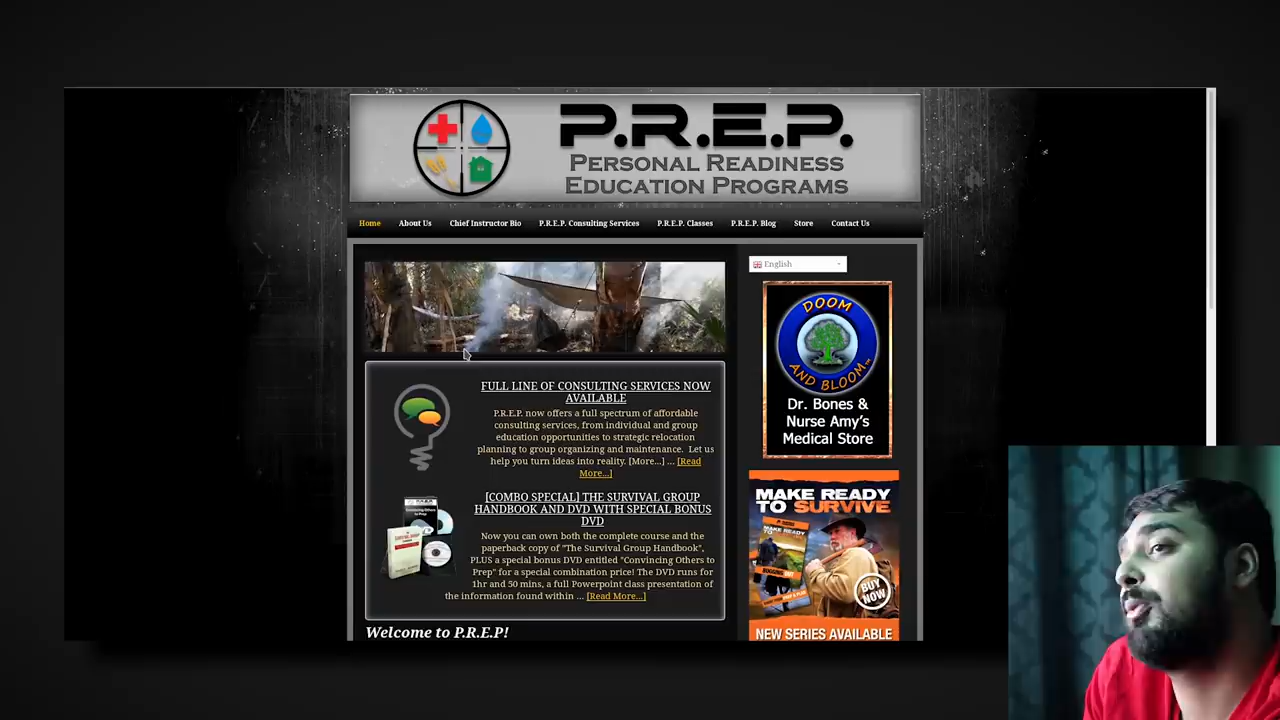 P.R.E.P.
PERSONAL READINESS
EDUCATION PROGRAMS
Home About Us Chief Instructor Bio P.R.E.P. Consulting Services P.R.E.P. Classes P.R.E.P. Blog Store Contact Us
FULL LINE OF CONSULTING SERVICES NOW
AVAILABLE
P.R.E.P. now offers a full spectrum of affordable
consulting services, from individual and group
education opportunities to strategic relocation
planning to group organizing and maintenance. Let us
help you turn ideas into reality. [More...] ... [Read
More...]
[COMBO SPECIAL] THE SURVIVAL GROUP
HANDBOOK AND DVD WITH SPECIAL BONUS
DVD
Now you can own both the complete course and the
paperback copy of "The Survival Group Handbook",
PLUS a special bonus DVD entitled "Convincing Others to
Prep" for a special combination price! The DVD runs for
1hr and 50 mins, a full Powerpoint class presentation of
the information found within ... [Read More...]
Welcome to P.R.E.P!
English
DOOM
AND BLOOM™
Dr. Bones &
Nurse Amy's
Medical Store
MAKE READY
TO SURVIVE
MAKE READY
BUGGING OUT
BUY
NOW
NEW SERIES AVAILABLE